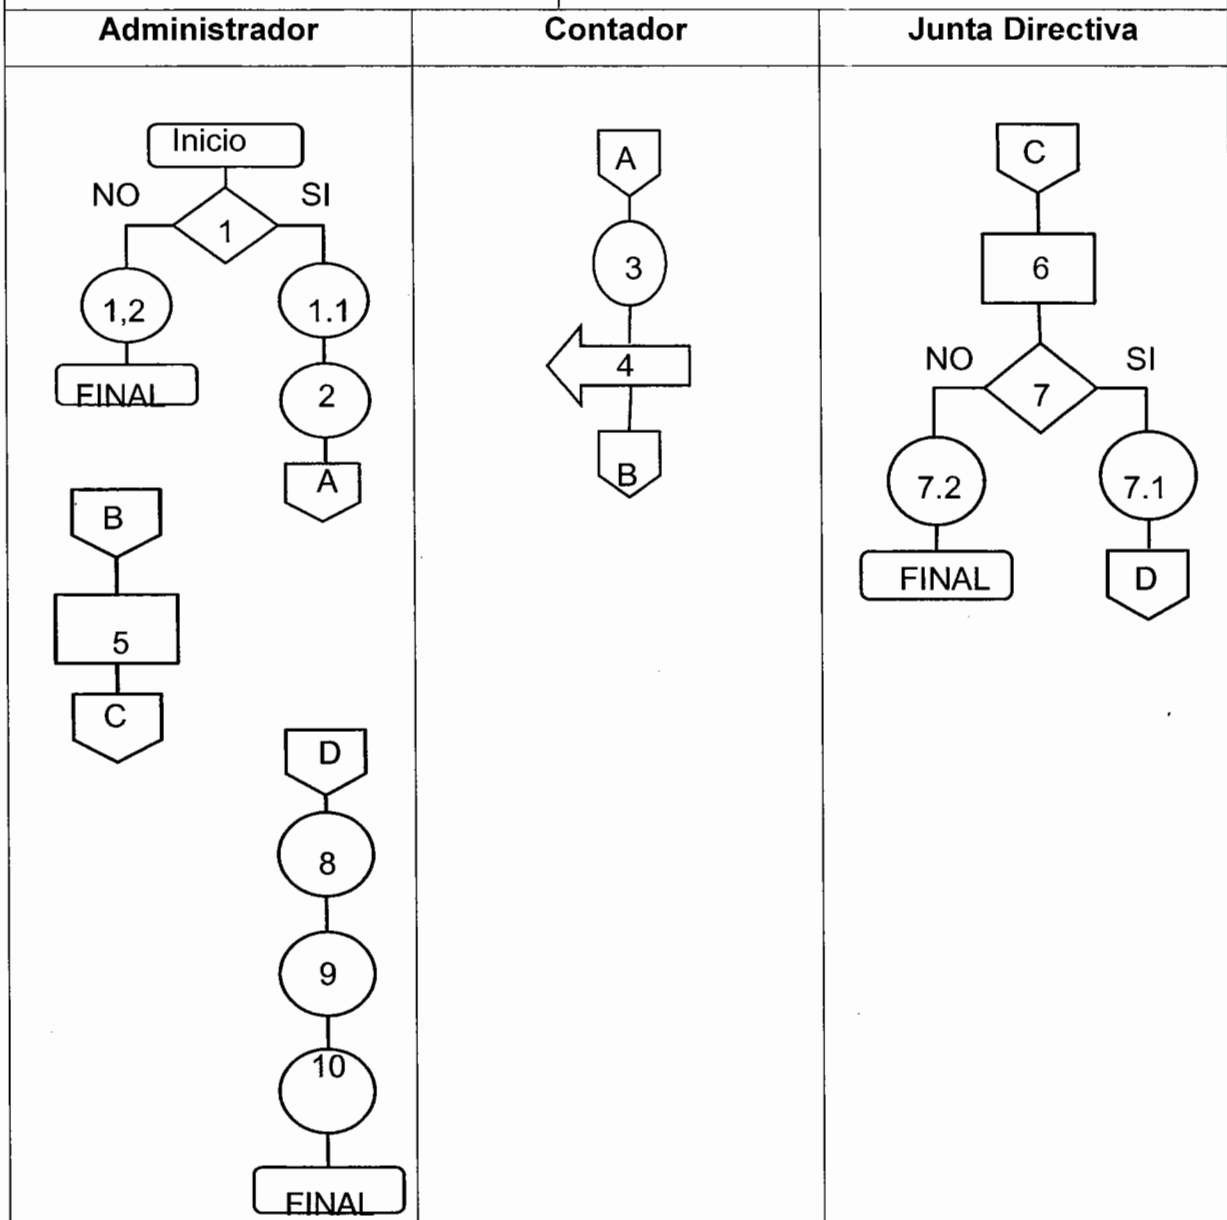 Administrador
Contador
Junta Directiva
Inicio
NO
SI
1
1,2
1.1
FINAL
2
A
B
5
C
D
8
9
10
FINAL
A
3
4
B
C
6
NO
SI
7
7.2
7.1
FINAL
D